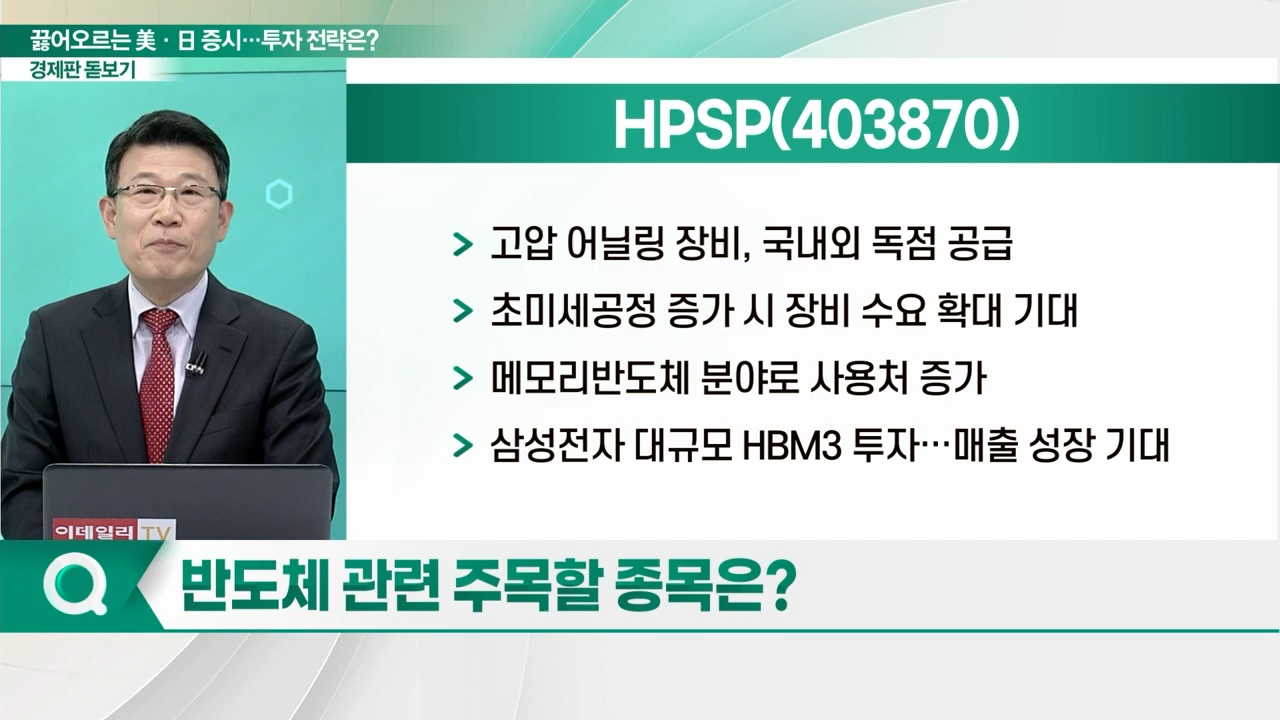 끓어오르는 美·日 증시…투자 전략은?
경제판 돋보기
HPSP(403870)
> 고압 어닐링 장비, 국내외 독점 공급
> 초미세공정 증가 시 장비 수요 확대 기대
> 메모리반도체 분야로 사용처 증가
> 삼성전자 대규모 HBM3 투자…매출 성장 기대
이데일리 TV
Q 반도체 관련 주목할 종목은?